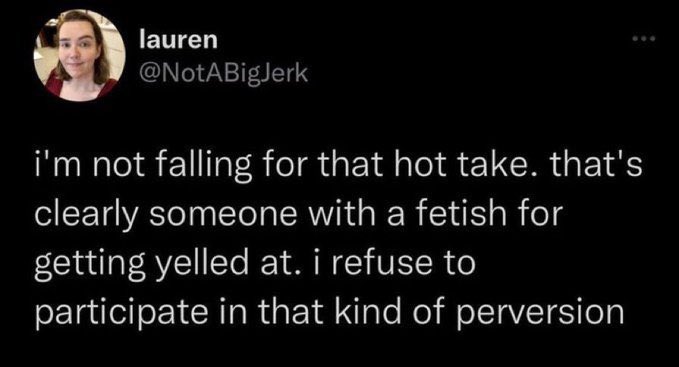 lauren
@NotABigJerk
i'm not falling for that hot take. that's
clearly someone with a fetish for
getting yelled at. i refuse to
participate in that kind of perversion